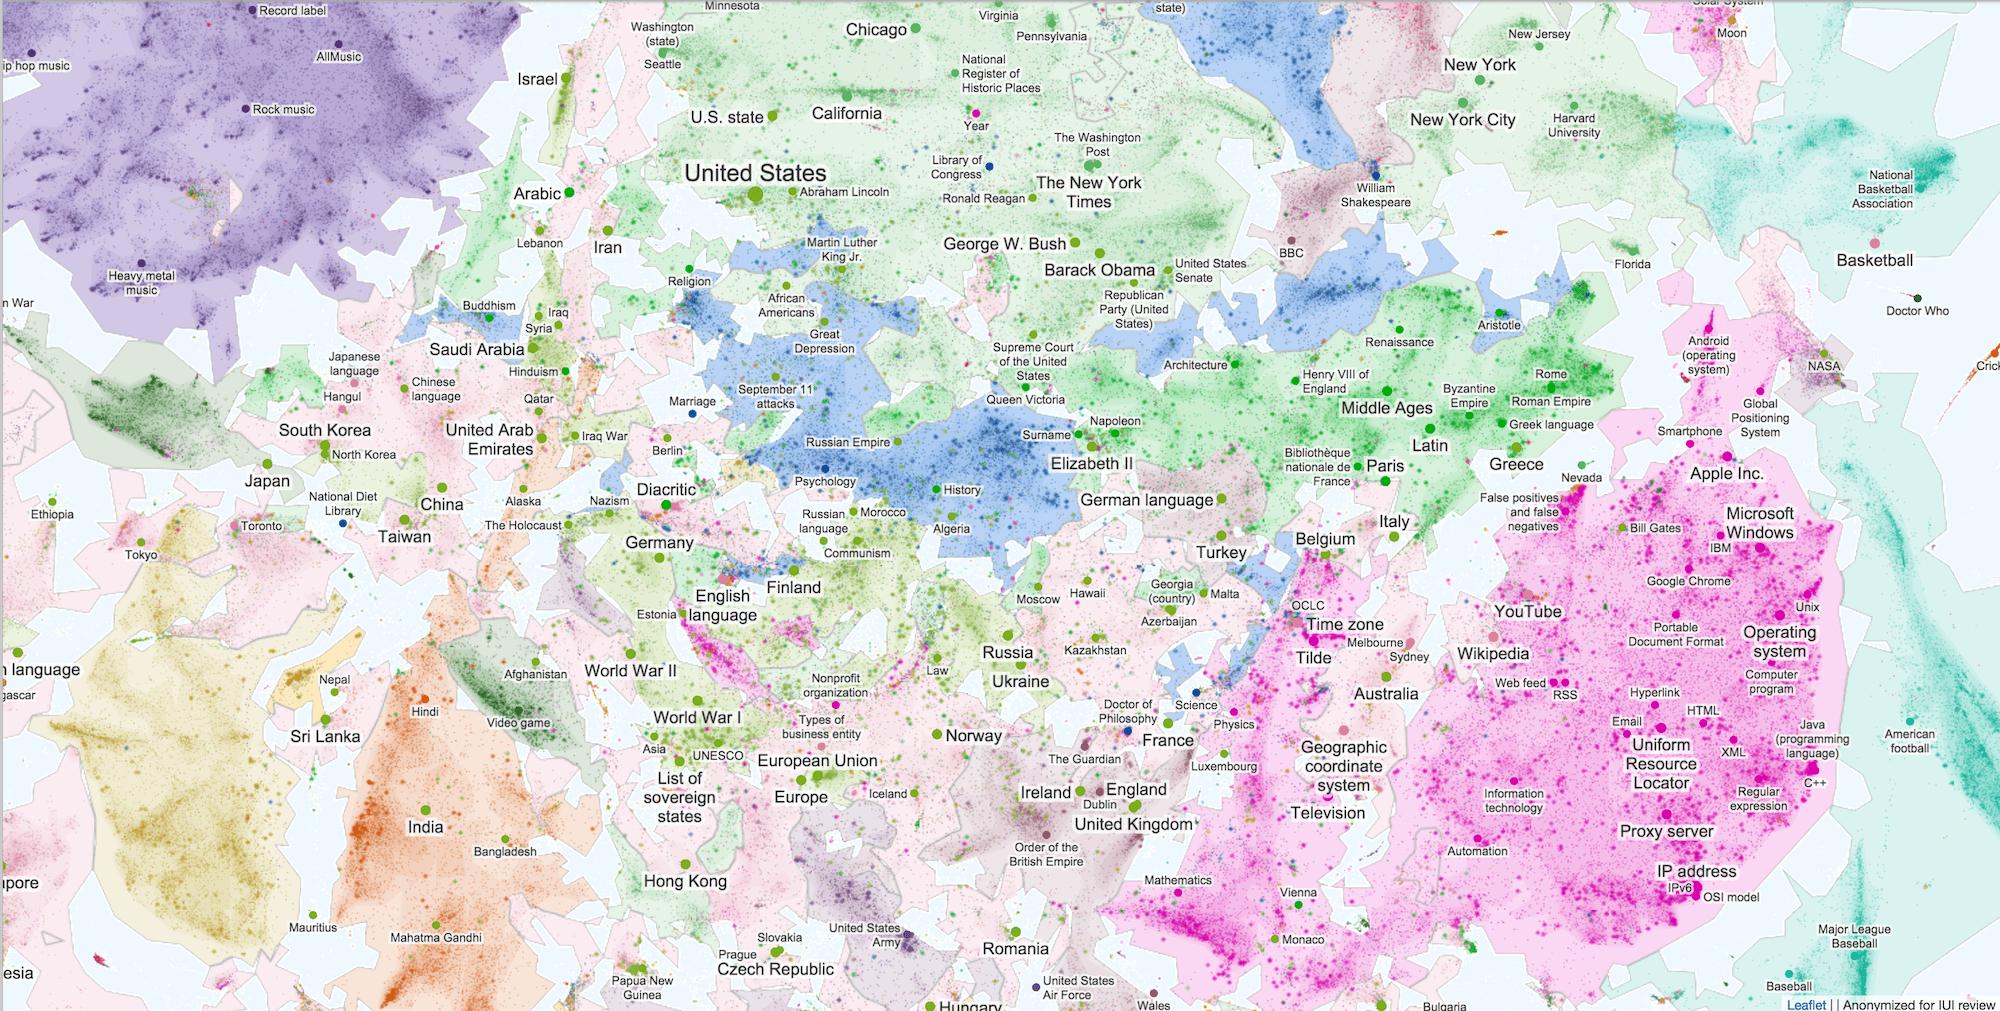 Record label
AllMusic
ip hop music
Rock music
Heavy metal
music
n War
Minnesota
Washington
(state)
Seattle
Chicago
Virginia
Pennsylvania
state)
National
Register of
Historic Places
Israel
U.S. state
California
Year
The Washington
Post
Library of
Congress
United States
Abraham Lincoln
Ronald Reagan
The New York
Times
Arabic
Lebanon
Iran
George W. Bush
Barack Obama
United States
Senate
Republican
Party (United
States)
Martin Luther
King Jr.
Religion
African
Americans
Great
Depression
Supreme Court
of the United
States
Queen Victoria
New Jersey
New York
New York City
Harvard
University
Solar System
Moon
William
Shakespeare
BBC
National
Basketball
Association
Basketball
Florida
Doctor Who
Crick
Buddhism
Iraq
Syria
Saudi Arabia
Hinduism
Qatar
Japanese
language
Hangul
Chinese
language
South Korea
North Korea
United Arab
Emirates
Iraq War
Japan
National Diet
Library
China
Taiwan
Alaska
The Holocaust
Nazism
Ethiopia
Tokyo
Toronto
Marriage
September 11
attacks
Berlin
Diacritic
Russian Empire
Psychology
History
Surname
Napoleon
Elizabeth II
Architecture
Renaissance
Aristotle
Henry VIII of
England
Middle Ages
Byzantine
Empire
Rome
Roman Empire
Latin
Greek language
Greece
Bibliothèque
nationale de
France
Paris
German language
Italy
Turkey
Belgium
Android
(operating
system)
NASA
Global
Positioning
System
Smartphone
Apple Inc.
Nevada
False positives
and false
negatives
Bill Gates
Microsoft
Windows
IBM
Google Chrome
Unix
YouTube
Portable
Document Format
Operating
system
Computer
program
Wikipedia
Web feed
RSS
Hyperlink
Email
HTML
Uniform
Resource
Locator
XML
Java
(programming
language)
C++
Regular
expression
Information
technology
Proxy server
Automation
IP address
IPv6
OSI model
American
football
Major League
Baseball
Baseball
Germany
Russian
language
Morocco
Algeria
Communism
Finland
English
language
Estonia
Moscow
Hawaii
Georgia
(country)
Malta
Azerbaijan
Kazakhstan
OCLC
Time zone
Tilde
Melbourne
Sydney
Australia
World War II
Russia
Ukraine
Law
Nonprofit
organization
Types of
business entity
World War I
Asia
UNESCO
European Union
Europe
List of
sovereign
states
Norway
Iceland
Doctor of
Philosophy
Science
Physics
France
The Guardian
Luxembourg
Geographic
coordinate
system
Television
Ireland
England
Dublin
United Kingdom
Order of the
British Empire
Mathematics
Vienna
Monaco
n language
gascar
Nepal
Sri Lanka
Hindi
Afghanistan
Video game
India
Bangladesh
Mauritius
Mahatma Gandhi
pore
esia
Hong Kong
United States
Army
Slovakia
Prague
Czech Republic
Papua New
Guinea
Romania
United States
Air Force
Hungary
Wales
Bulgaria
Leaflet | | Anonymized for IUI review